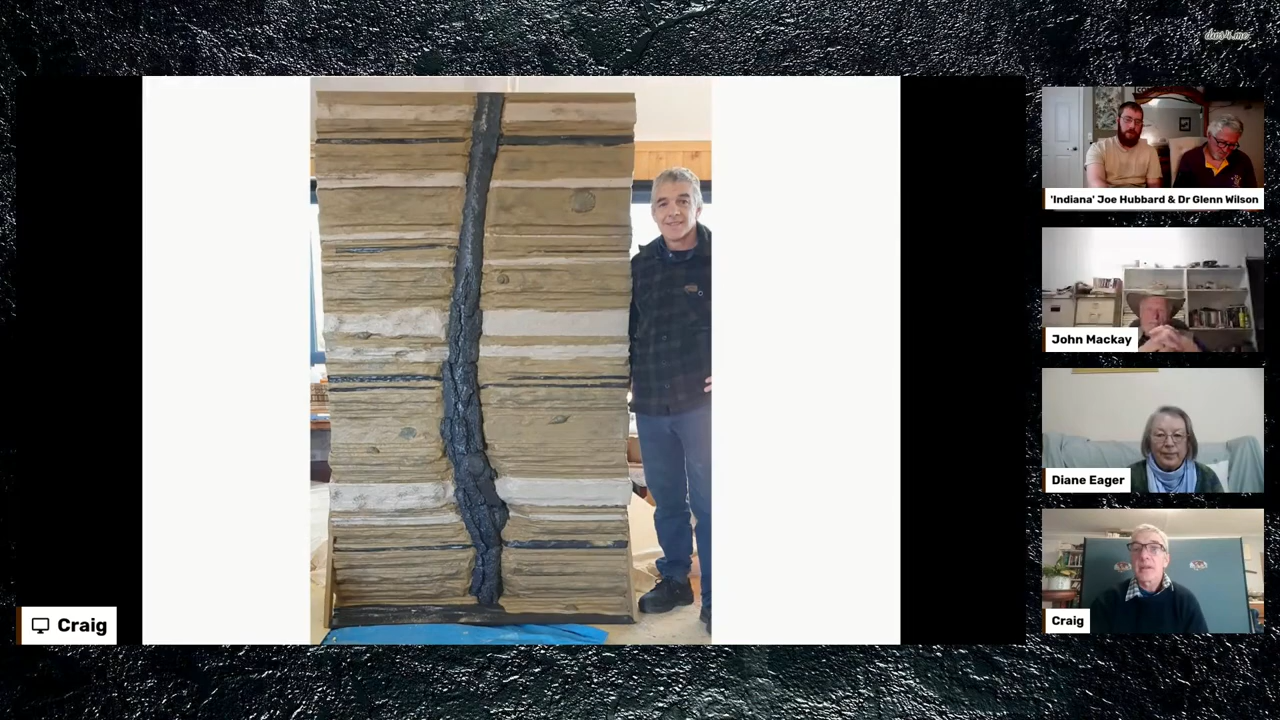 'Indiana' Joe Hubbard & Dr Glenn Wilson
John Mackay
Diane Eager
Craig
Craig